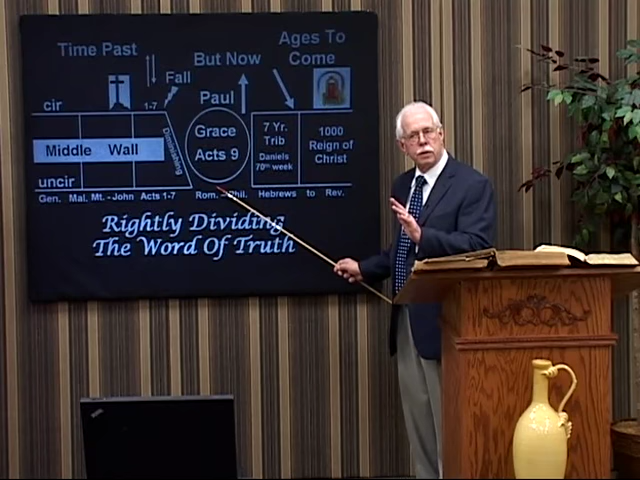 Time Past
But Now
Ages To
Come
Fall
1-7
Paul
cir
Grace
Acts 9
7 Yr.
Trib
Daniels
70th week
1000
Reign of
Christ
Middle Wall
Diminishing
uncir
Gen. Mal. Mt. - John Acts 1-7 Rom. - Phil. Hebrews to Rev.
Rightly Dividing
The Word Of Truth